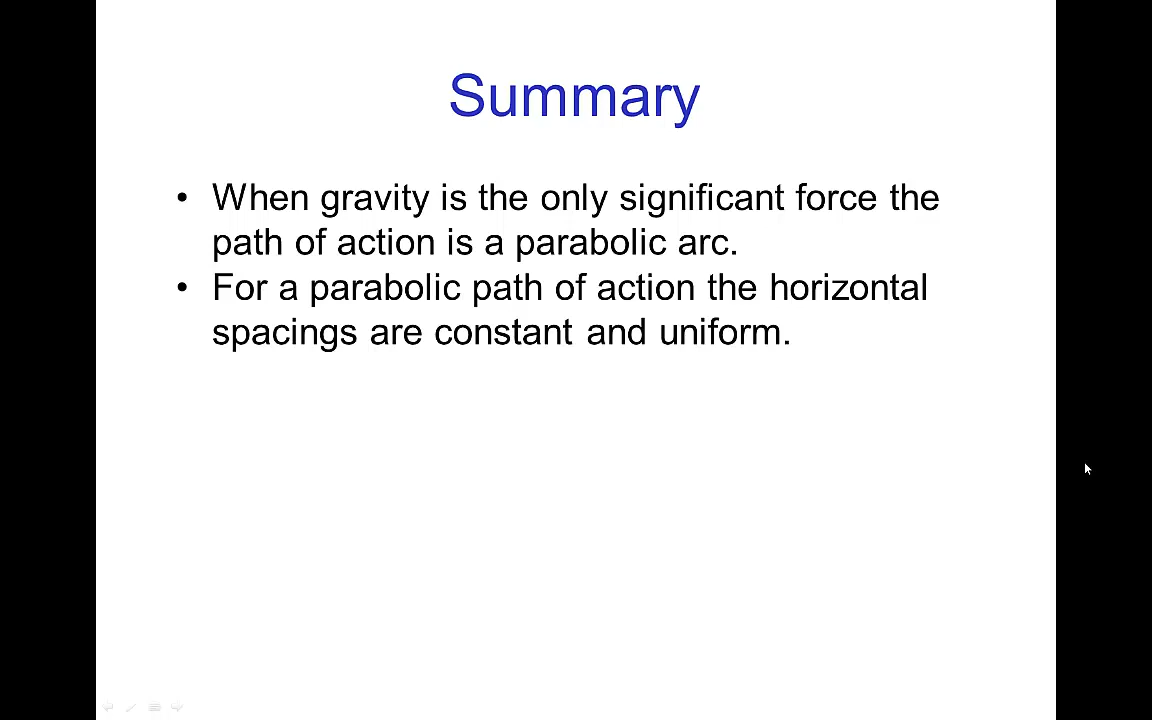 Summary
• When gravity is the only significant force the
path of action is a parabolic arc.
• For a parabolic path of action the horizontal
spacings are constant and uniform.